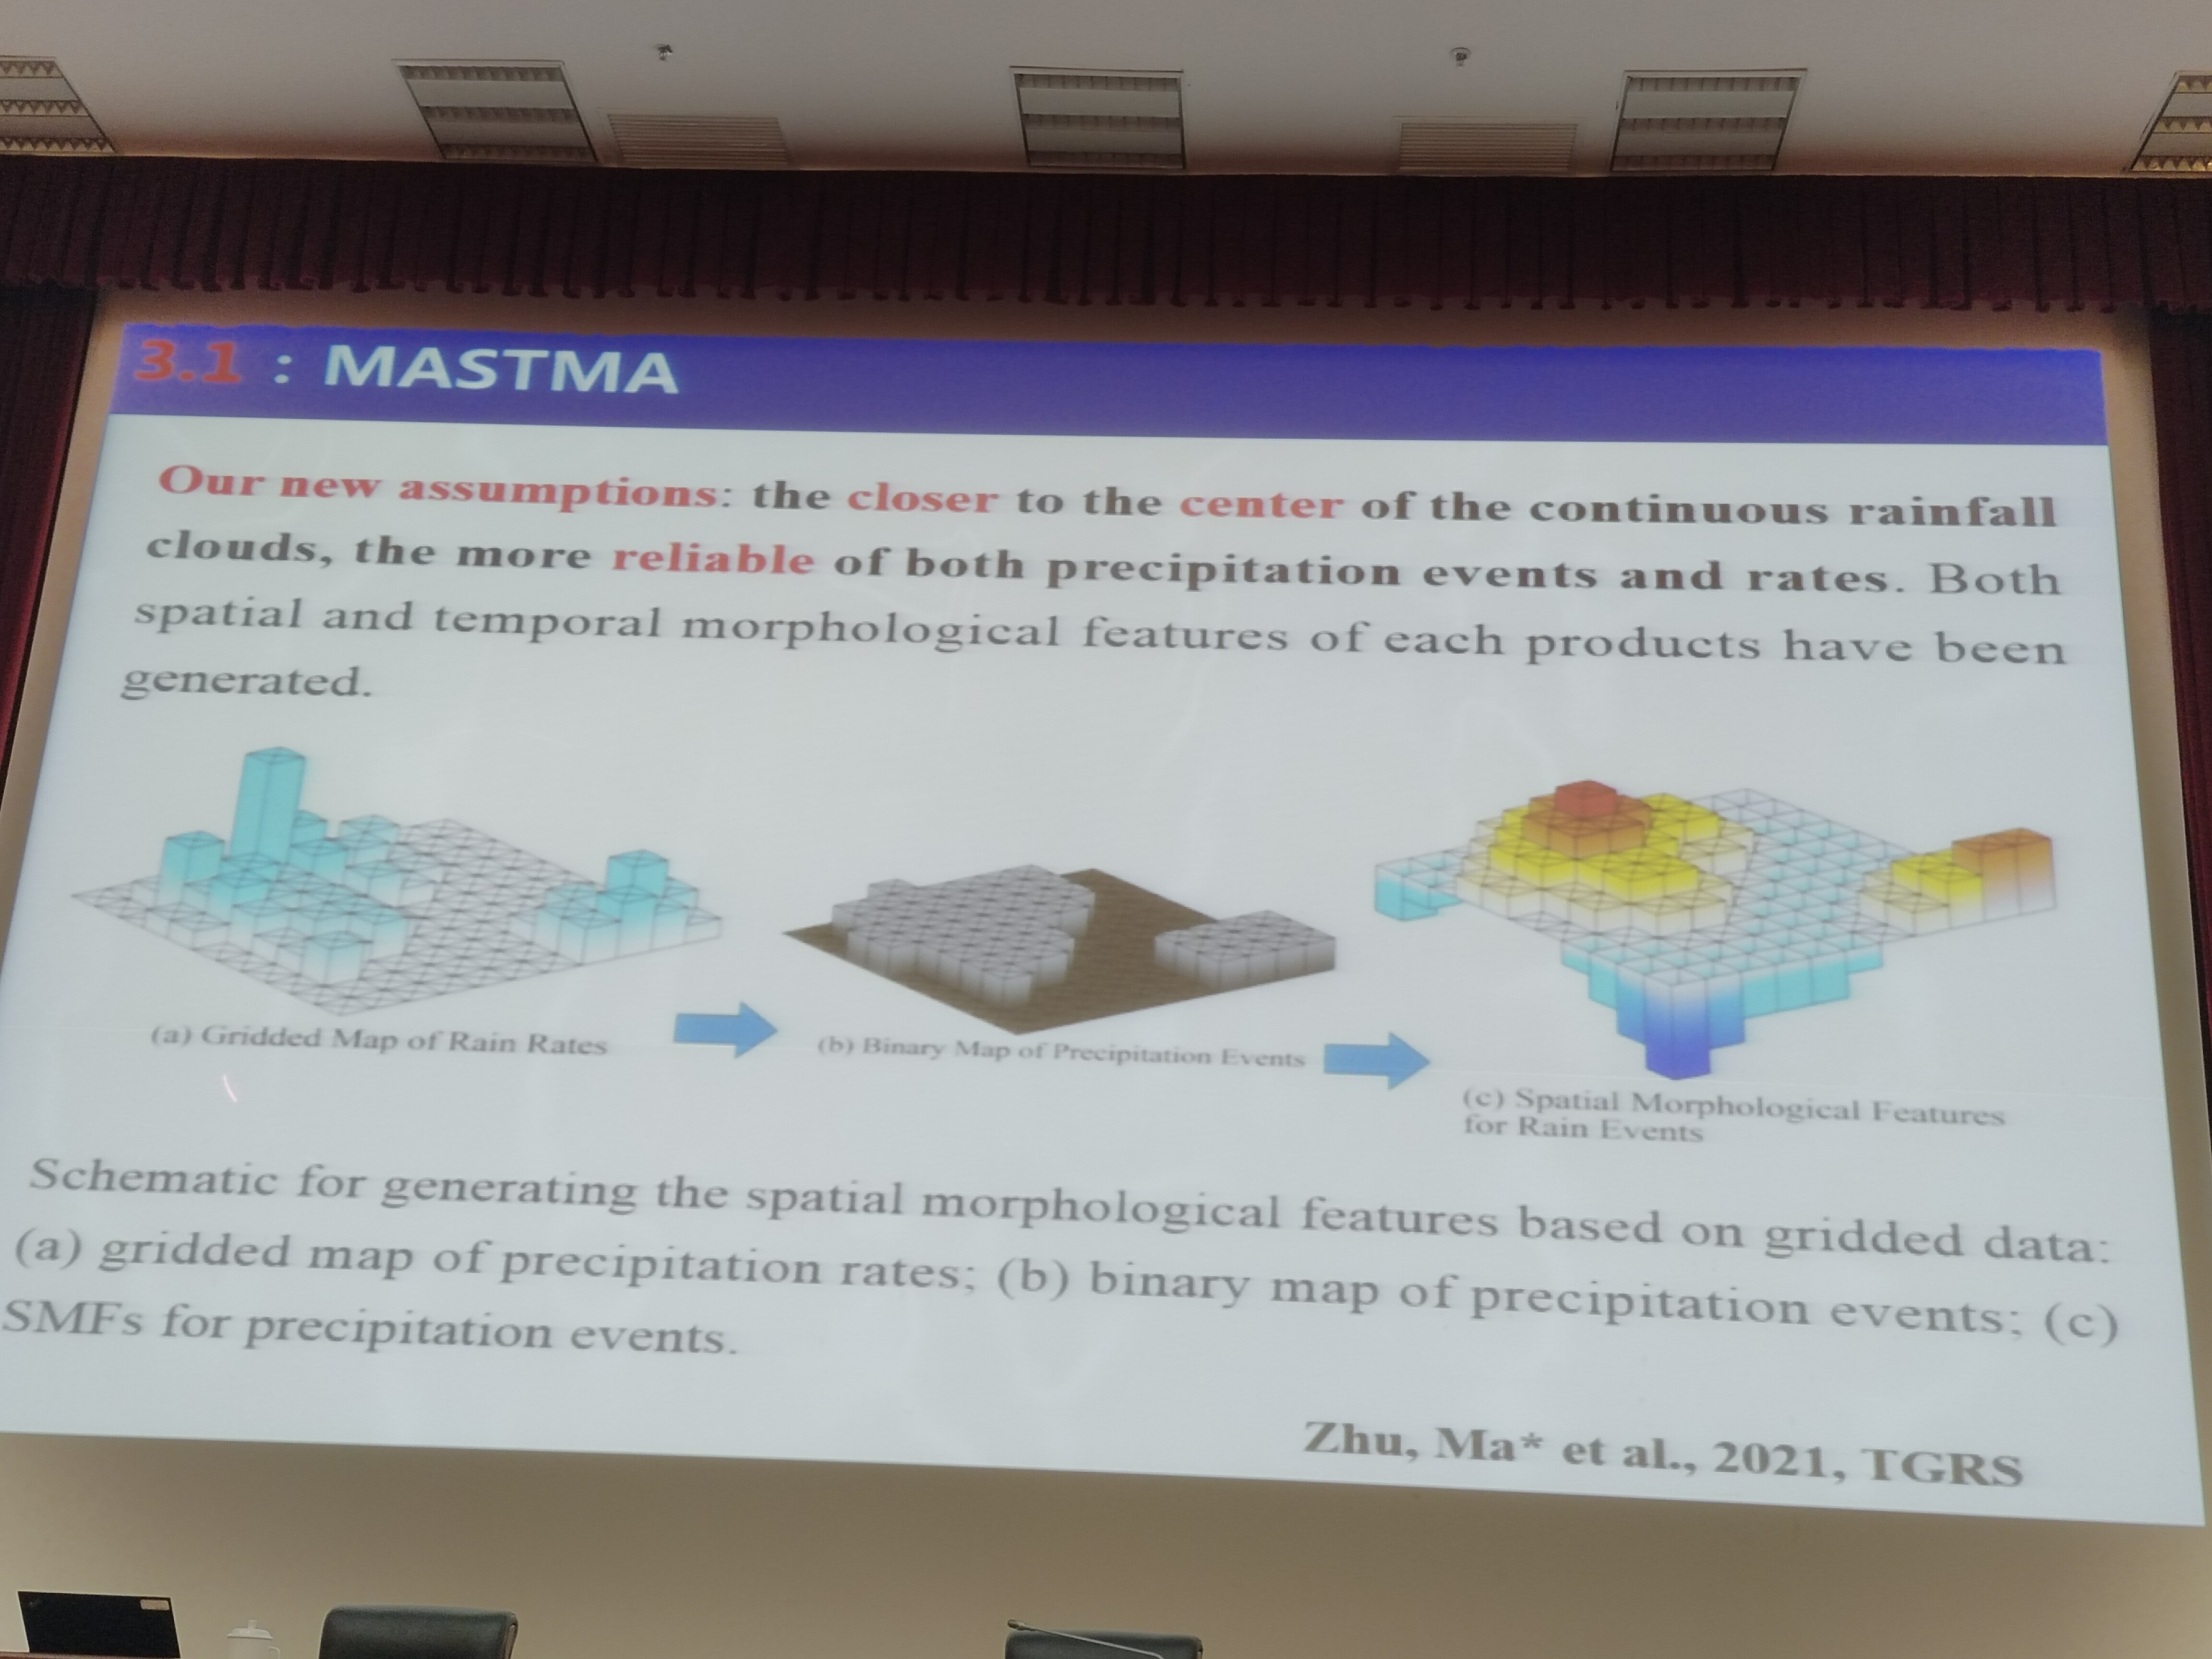 3.1 : MASTMA
Our new assumptions: the closer to the center of the continuous rainfall
clouds, the more reliable of both precipitation events and rates. Both
spatial and temporal morphological features of each products have been
generated.
(a) Gridded Map of Rain Rates
(b) Binary Map of Precipitation Events
(c) Spatial Morphological Features
for Rain Events
Schematic for generating the spatial morphological features based on gridded data:
(a) gridded map of precipitation rates; (b) binary map of precipitation events; (c)
SMFs for precipitation events.
Zhu, Ma* et al., 2021, TGRS